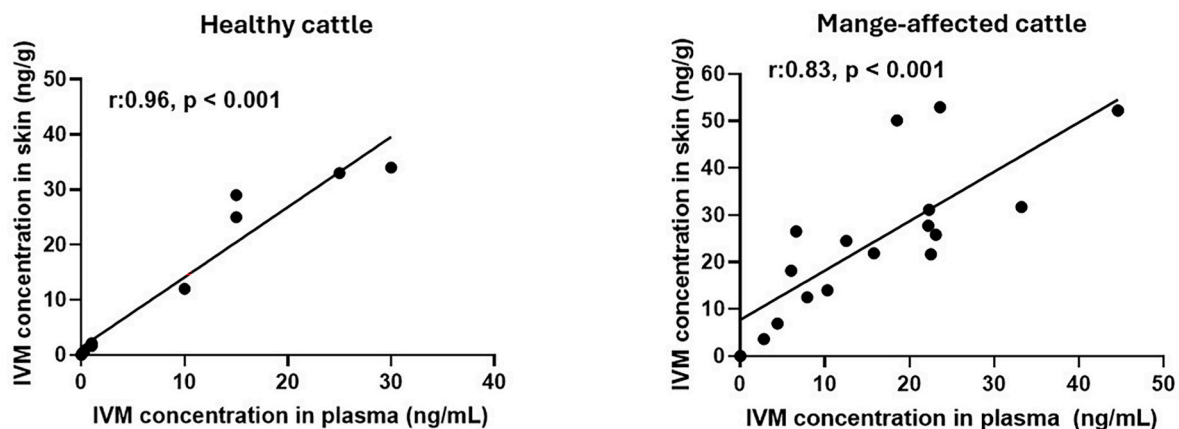 Healthy cattle
IVM concentration in skin (ng/g)
r:0.96, p < 0.001
50
40
30
20
10
0
0 10 20 30 40
IVM concentration in plasma (ng/mL)
Mange-affected cattle
IVM concentration in skin (ng/g)
r:0.83, p < 0.001
60
50
40
30
20
10
0
0 10 20 30 40 50
IVM concentration in plasma (ng/mL)